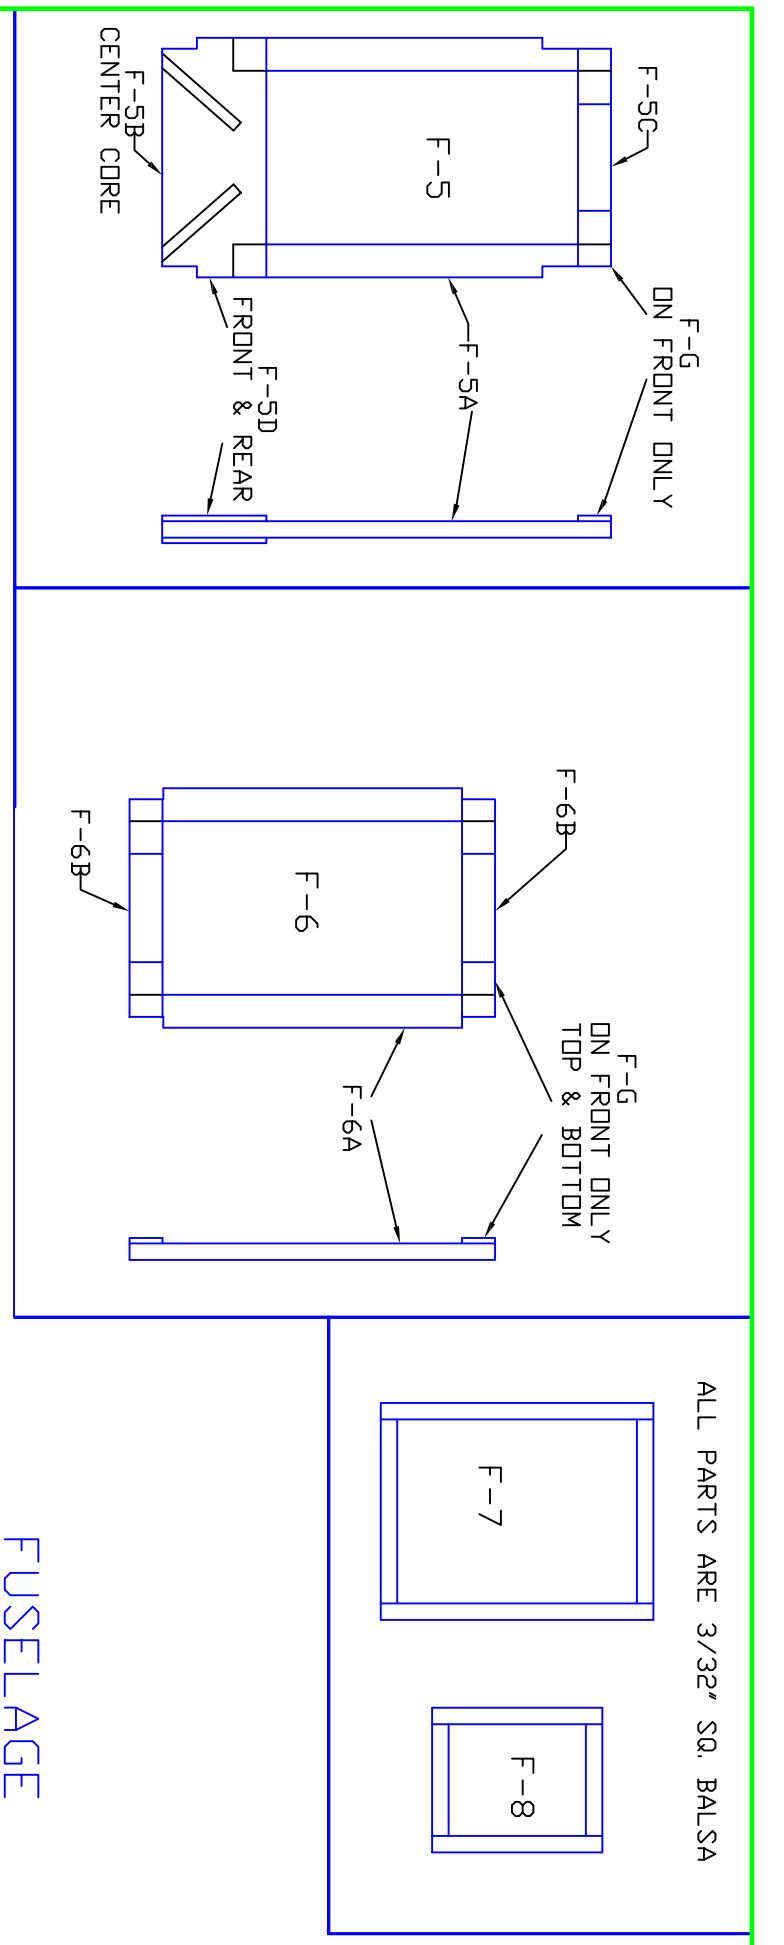 F-5C
F-G
ON FRONT ONLY
F-5
F-5A
F-5D
FRONT & REAR
F-5B
CENTER CORE
F-6B
F-G
ON FRONT ONLY
TOP & BOTTOM
F-6
F-6A
F-6B
ALL PARTS ARE 3/32" SQ. BALSA
F-7
F-8
FUSELAGE